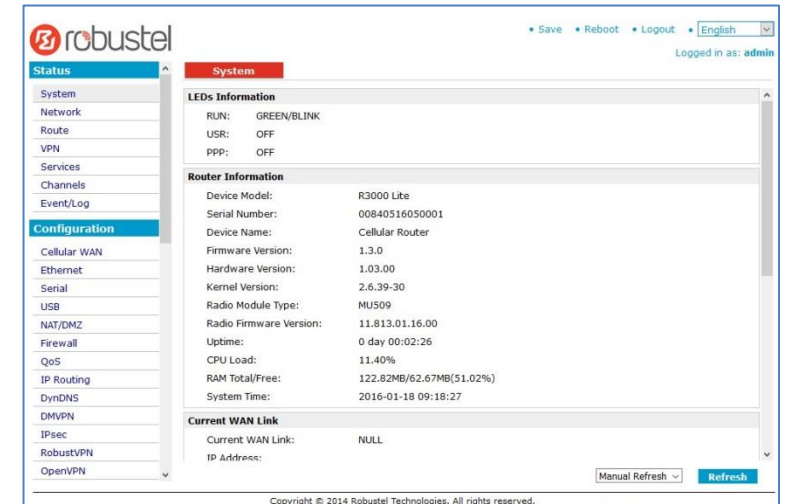 robustel
• Save • Reboot • Logout • English
Logged in as: admin
Status
System
Network
Route
VPN
Services
Channels
Event/Log
Configuration
Cellular WAN
Ethernet
Serial
USB
NAT/DMZ
Firewall
QoS
IP Routing
DynDNS
DMVPN
IPsec
RobustVPN
OpenVPN
System
LEDs Information
RUN: GREEN/BLINK
USR: OFF
PPP: OFF
Router Information
Device Model: R3000 Lite
Serial Number: 00840516050001
Device Name: Cellular Router
Firmware Version: 1.3.0
Hardware Version: 1.03.00
Kernel Version: 2.6.39-30
Radio Module Type: MU509
Radio Firmware Version: 11.813.01.16.00
Uptime: 0 day 00:02:26
CPU Load: 11.40%
RAM Total/Free: 122.82MB/62.67MB(51.02%)
System Time: 2016-01-18 09:18:27
Current WAN Link
Current WAN Link: NULL
IP Address:
Manual Refresh Refresh
Copyright © 2014 Robustel Technologies. All rights reserved.